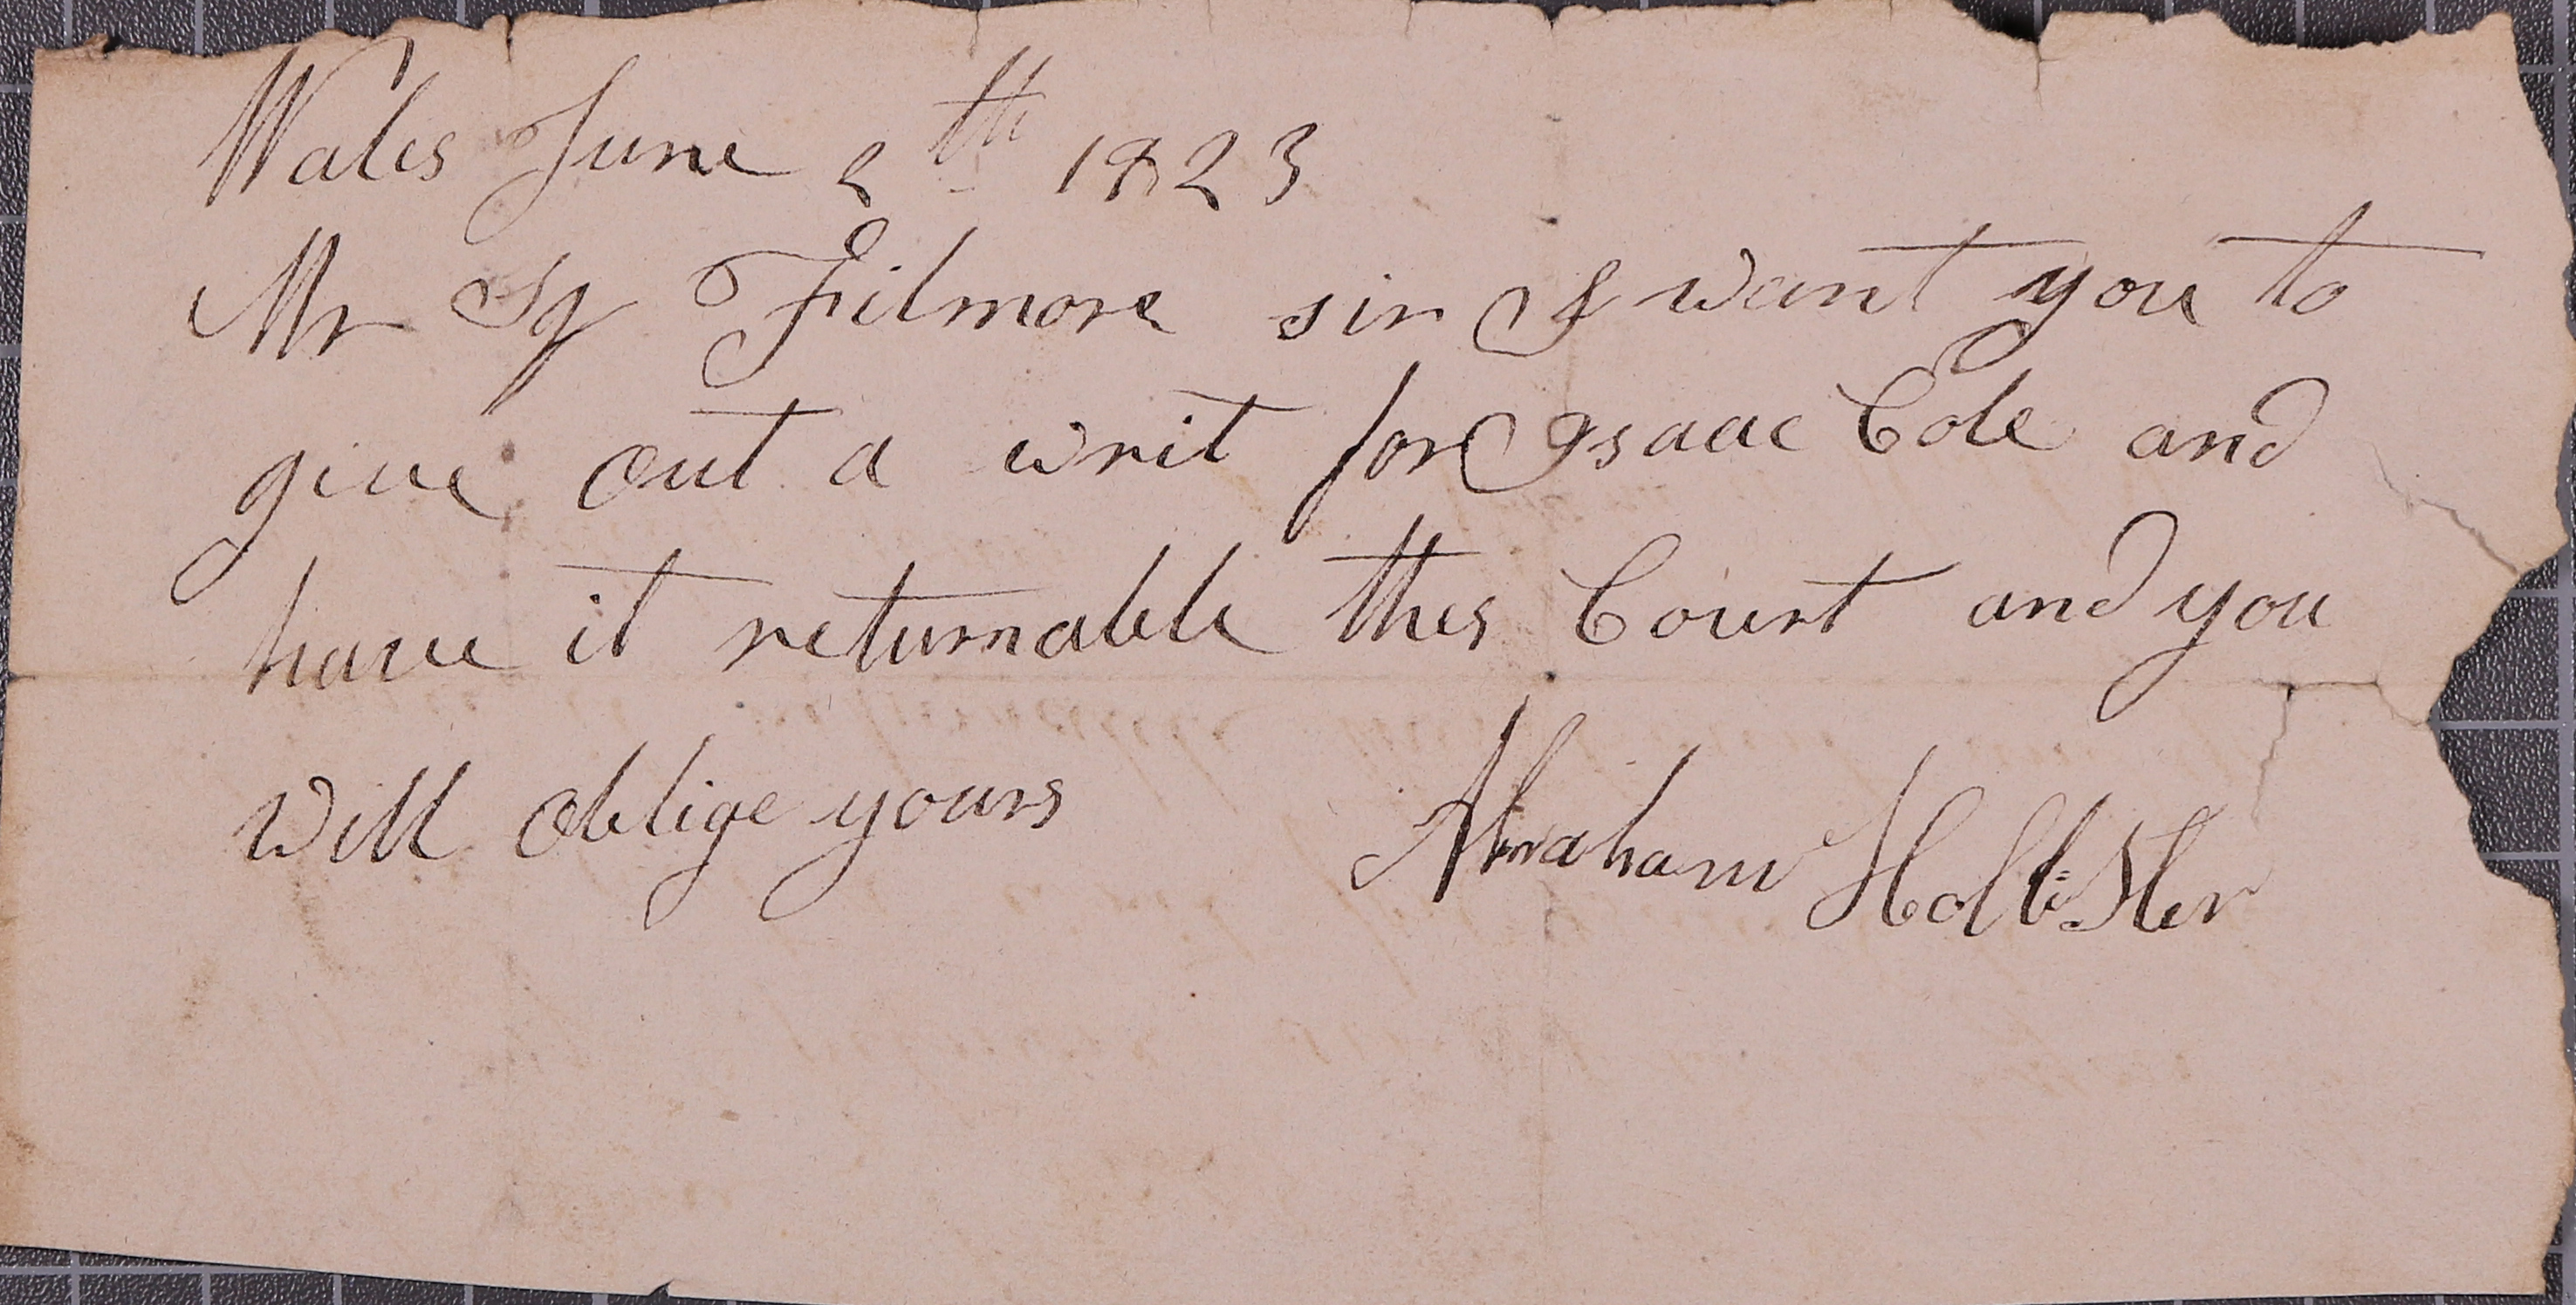 Wales June 2th 1823
Mr Sq Filmore sir I want you to
give out a writ for Isaac Cole and
have it returnable this Court and you
will oblige yours Abraham Hollister